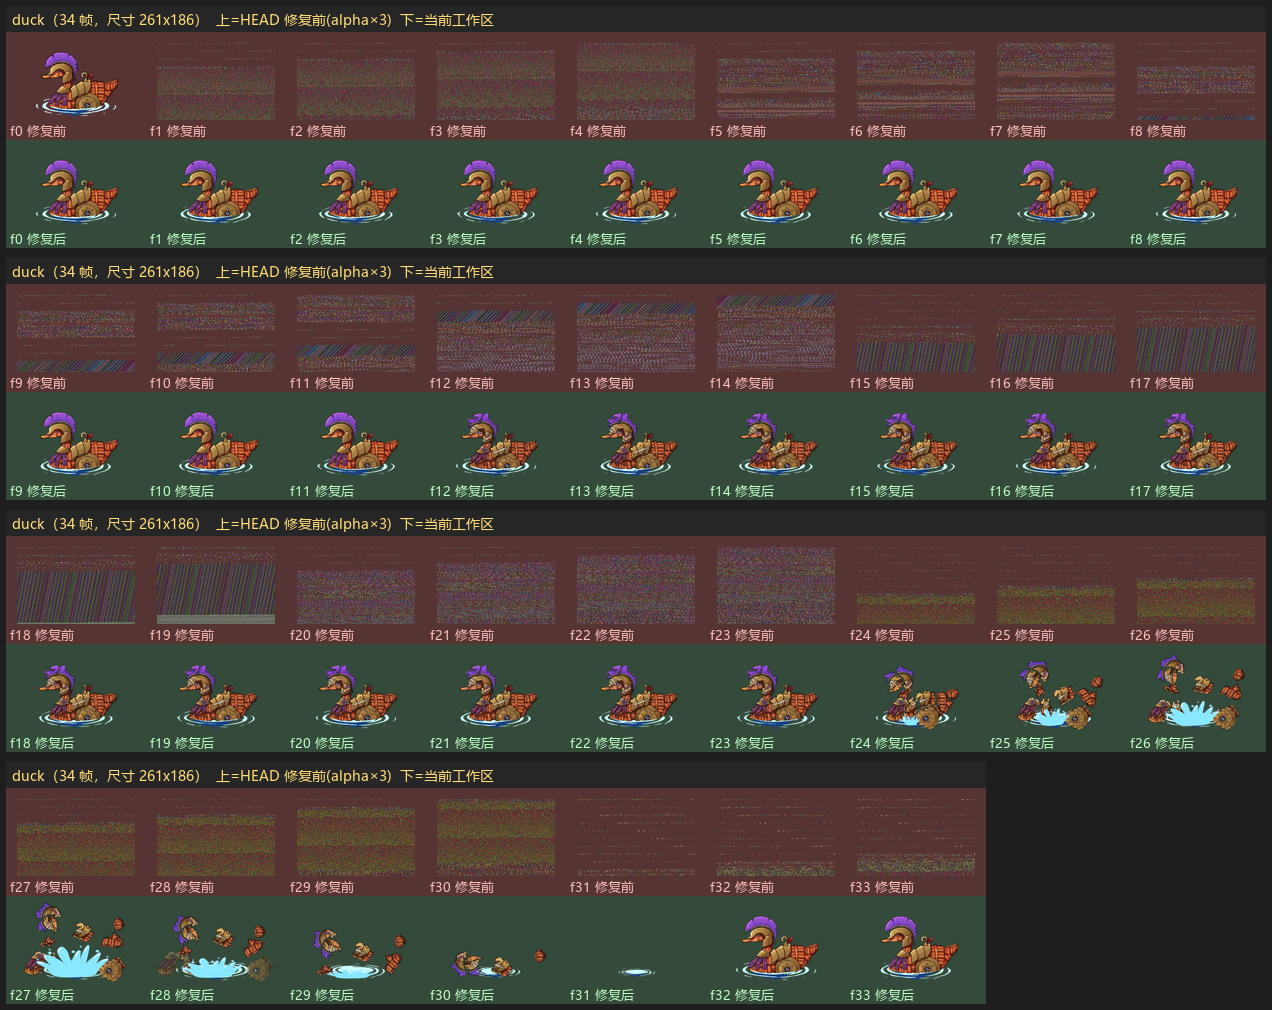 duck（34 帧，尺寸 261x186） 上=HEAD 修复前(alpha×3) 下=当前工作区
f0 修复前 f1 修复前 f2 修复前 f3 修复前 f4 修复前 f5 修复前 f6 修复前 f7 修复前 f8 修复前
f0 修复后 f1 修复后 f2 修复后 f3 修复后 f4 修复后 f5 修复后 f6 修复后 f7 修复后 f8 修复后
duck（34 帧，尺寸 261x186） 上=HEAD 修复前(alpha×3) 下=当前工作区
f9 修复前 f10 修复前 f11 修复前 f12 修复前 f13 修复前 f14 修复前 f15 修复前 f16 修复前 f17 修复前
f9 修复后 f10 修复后 f11 修复后 f12 修复后 f13 修复后 f14 修复后 f15 修复后 f16 修复后 f17 修复后
duck（34 帧，尺寸 261x186） 上=HEAD 修复前(alpha×3) 下=当前工作区
f18 修复前 f19 修复前 f20 修复前 f21 修复前 f22 修复前 f23 修复前 f24 修复前 f25 修复前 f26 修复前
f18 修复后 f19 修复后 f20 修复后 f21 修复后 f22 修复后 f23 修复后 f24 修复后 f25 修复后 f26 修复后
duck（34 帧，尺寸 261x186） 上=HEAD 修复前(alpha×3) 下=当前工作区
f27 修复前 f28 修复前 f29 修复前 f30 修复前 f31 修复前 f32 修复前 f33 修复前
f27 修复后 f28 修复后 f29 修复后 f30 修复后 f31 修复后 f32 修复后 f33 修复后